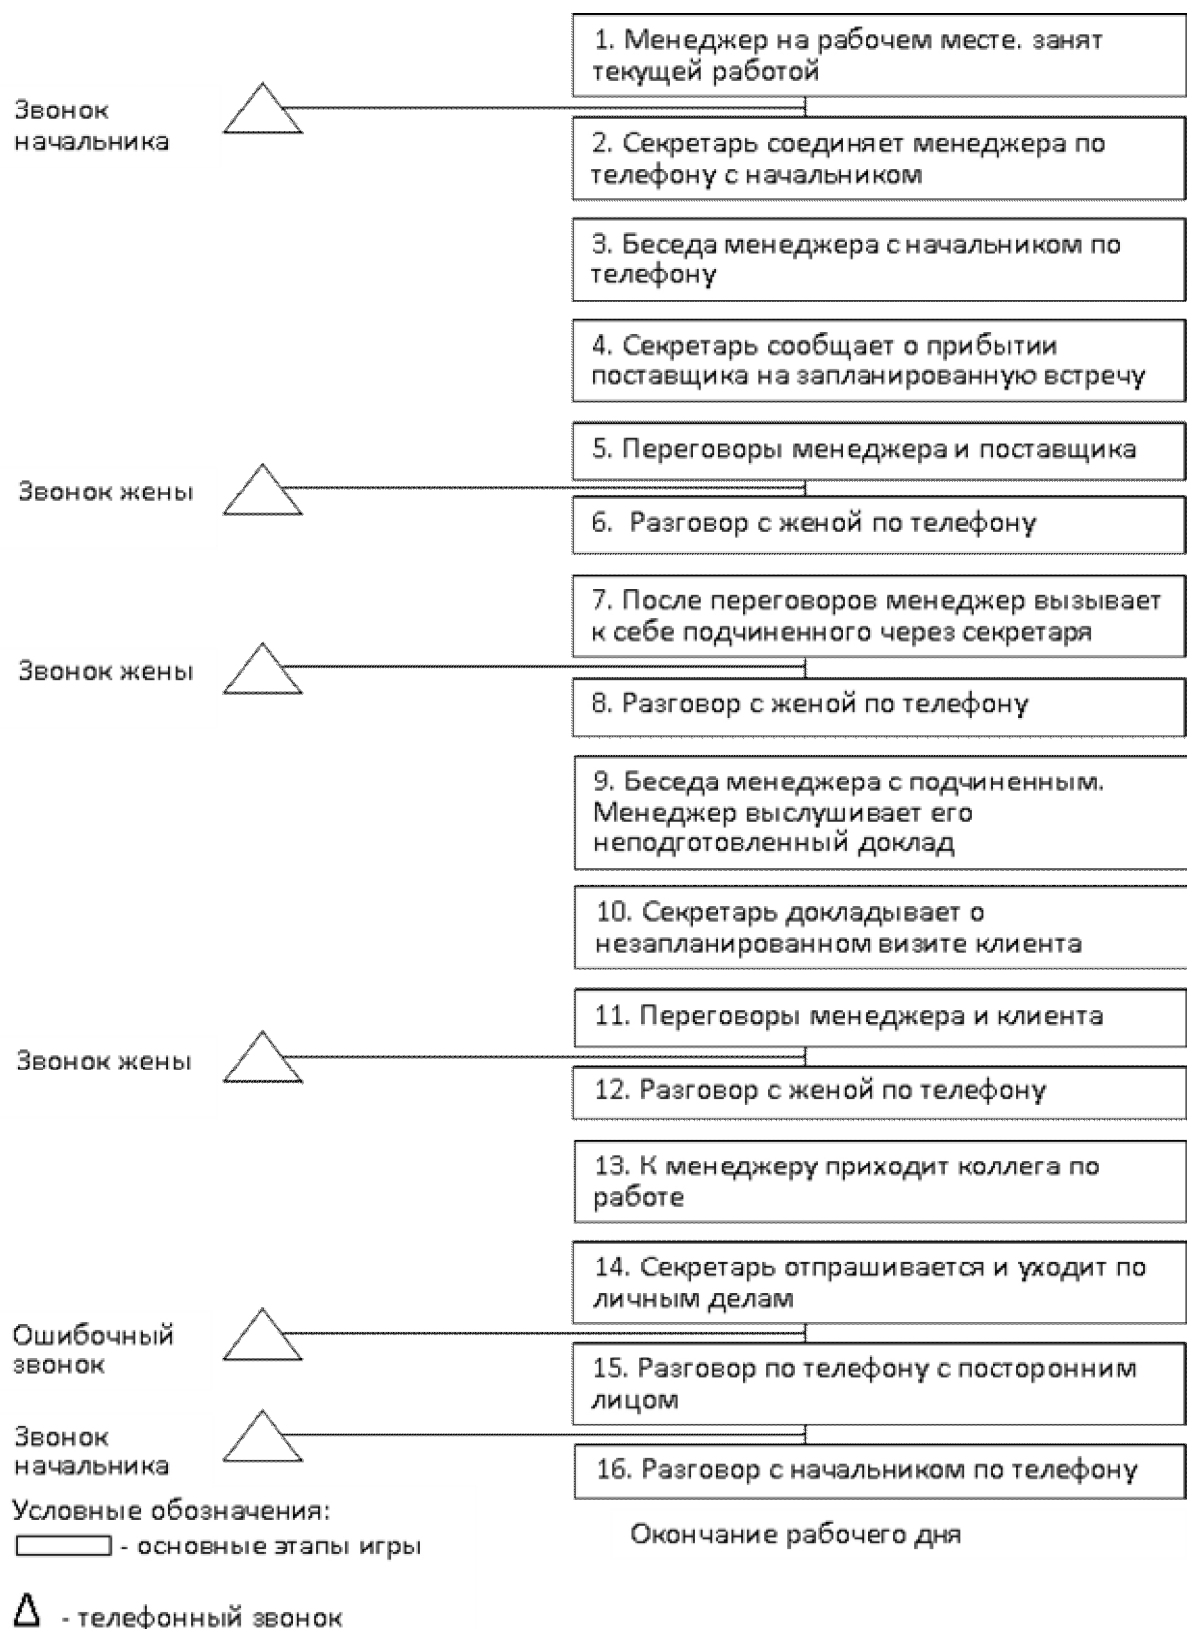 1. Менеджер на рабочем месте. занят
текущей работой
Звонок
начальника
2. Секретарь соединяет менеджера по
телефону с начальником
3. Беседа менеджера с начальником по
телефону
4. Секретарь сообщает о прибытии
поставщика на запланированную встречу
5. Переговоры менеджера и поставщика
Звонок жены
6. Разговор с женой по телефону
7. После переговоров менеджер вызывает
к себе подчиненного через секретаря
Звонок жены
8. Разговор с женой по телефону
9. Беседа менеджера с подчиненным.
Менеджер выслушивает его
неподготовленный доклад
10. Секретарь докладывает о
незапланированном визите клиента
11. Переговоры менеджера и клиента
Звонок жены
12. Разговор с женой по телефону
13. К менеджеру приходит коллега по
работе
14. Секретарь отпрашивается и уходит по
личным делам
Ошибочный
звонок
15. Разговор по телефону с посторонним
лицом
Звонок
начальника
16. Разговор с начальником по телефону
Условные обозначения:
- основные этапы игры
Окончание рабочего дня
Δ - телефонный звонок